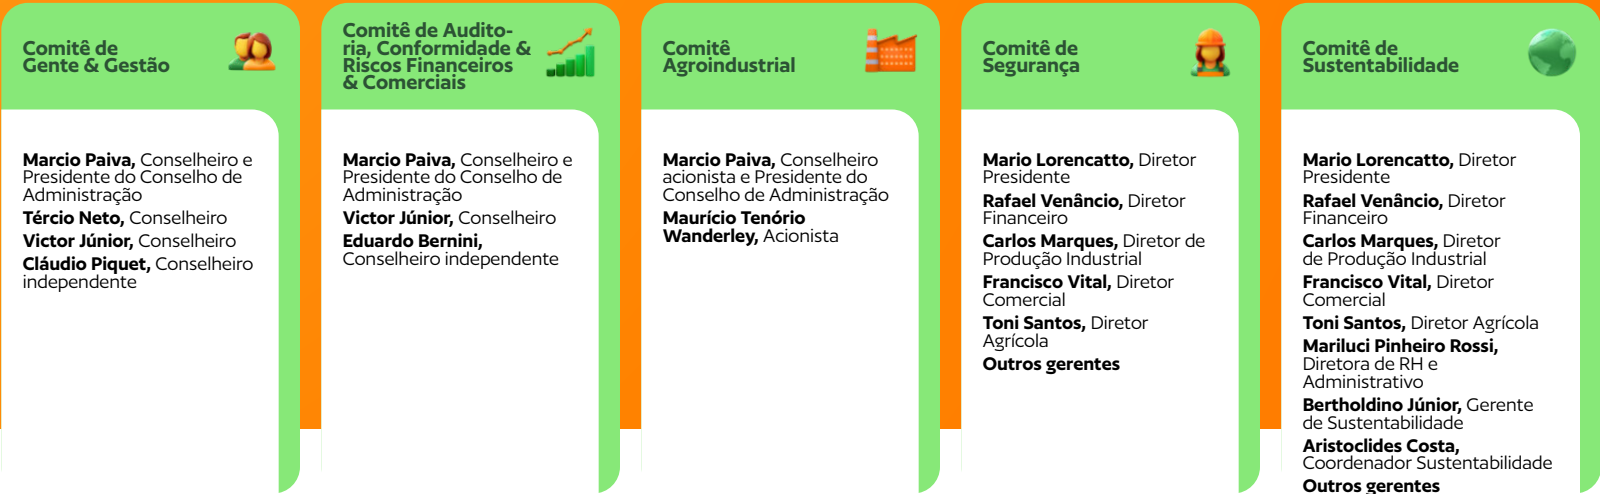 Comitê de
Gente & Gestão
Marcio Paiva, Conselheiro e
Presidente do Conselho de
Administração
Tércio Neto, Conselheiro
Victor Júnior, Conselheiro
Cláudio Piquet, Conselheiro
independente
Comitê de Audito-
ria, Conformidade &
Riscos Financeiros
& Comerciais
Marcio Paiva, Conselheiro e
Presidente do Conselho de
Administração
Victor Júnior, Conselheiro
Eduardo Bernini,
Conselheiro independente
Comitê
Agroindustrial
Marcio Paiva, Conselheiro
acionista e Presidente do
Conselho de Administração
Maurício Tenório
Wanderley, Acionista
Comitê de
Segurança
Mario Lorencatto, Diretor
Presidente
Rafael Venâncio, Diretor
Financeiro
Carlos Marques, Diretor de
Produção Industrial
Francisco Vital, Diretor
Comercial
Toni Santos, Diretor
Agrícola
Outros gerentes
Comitê de
Sustentabilidade
Mario Lorencatto, Diretor
Presidente
Rafael Venâncio, Diretor
Financeiro
Carlos Marques, Diretor
de Produção Industrial
Francisco Vital, Diretor
Comercial
Toni Santos, Diretor Agrícola
Mariluci Pinheiro Rossi,
Diretora de RH e
Administrativo
Bertholdino Júnior, Gerente
de Sustentabilidade
Aristoclides Costa,
Coordenador Sustentabilidade
Outros gerentes